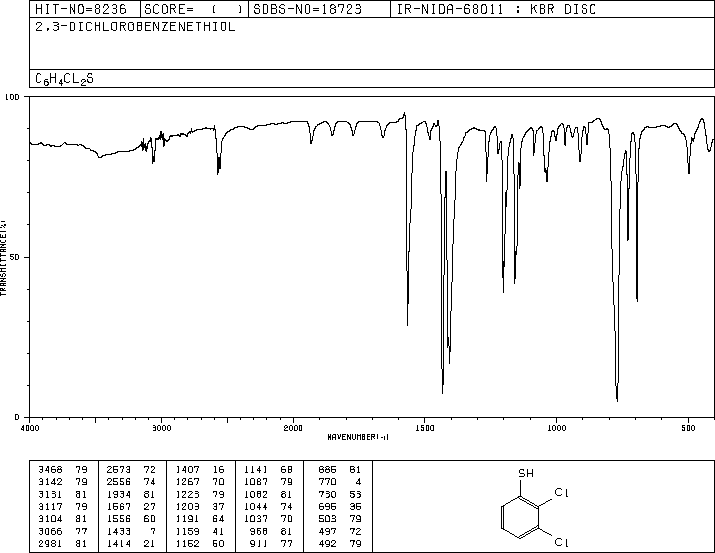 HIT-NO=8236 SCORE= ( ) SDBS-NO=18723 IR-NIDA-68011 : KBR DISC
2,3-DICHLOROBENZENETHIOL
C6H4CL2S
100
50
0
TRANSMITTANCE(%)
4000 3000 2000 1500 1000 500
WAVENUMBER(-1)
3468 79 2573 72 1407 16 1141 68 886 81
3142 79 2556 74 1267 70 1087 79 770 4
3131 81 1934 81 1223 79 1082 81 730 53
3117 79 1567 27 1203 37 1044 74 695 35
3104 81 1556 60 1191 64 1037 70 503 79
3066 77 1433 7 1159 41 968 81 497 72
2981 81 1414 21 1152 50 911 77 492 79
SH
Cl
Cl